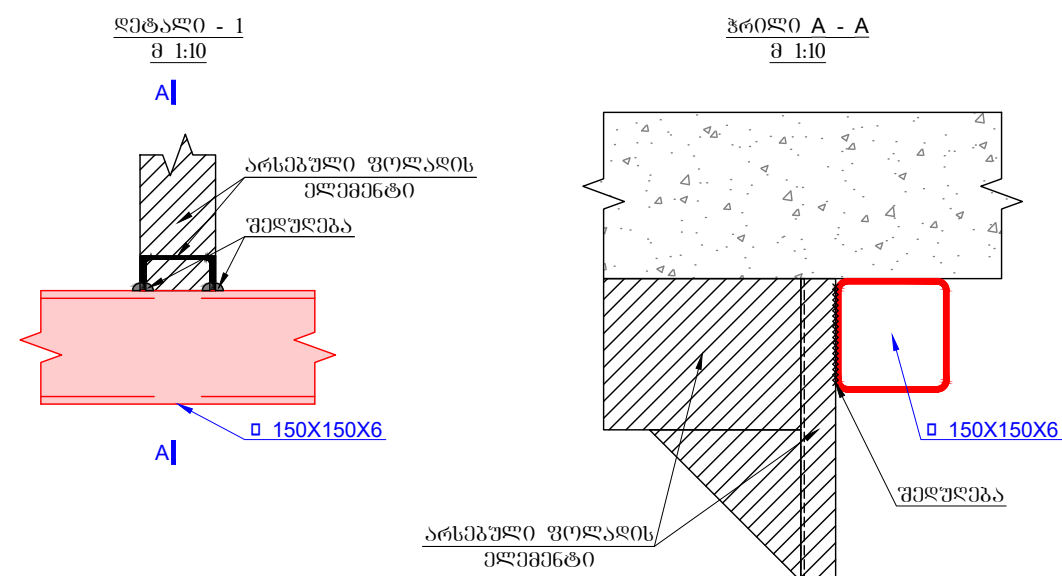 დეტალი - 1
მ 1:10
A
არსებული ფოლადის
ელემენტი
შედუღება
150X150X6
A
ჭრილი A - A
მ 1:10
150X150X6
შედუღება
არსებული ფოლადის
ელემენტი